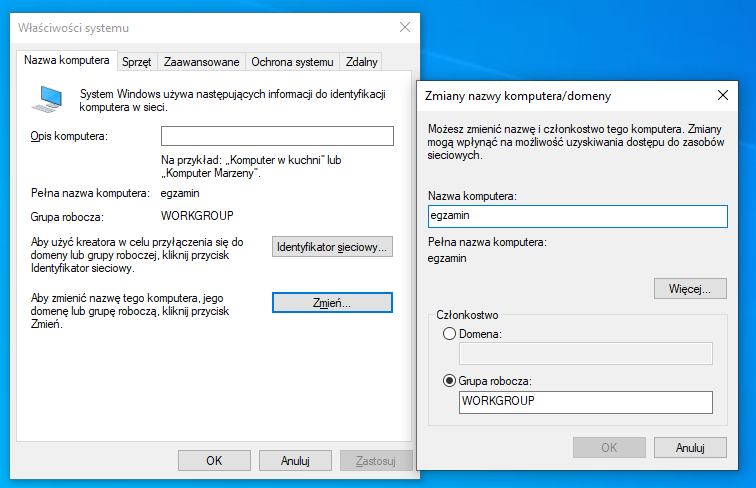 Właściwości systemu
Nazwa komputera
Sprzęt
Zaawansowane
Ochrona systemu
Zdalny
System Windows używa następujących informacji do identyfikacji
komputera w sieci.
Opis komputera:
Na przykład: „Komputer w kuchni” lub
„Komputer Marzeny”.
Pełna nazwa komputera:
egzamin
Grupa robocza:
WORKGROUP
Aby użyć kreatora w celu przyłączenia się do
domeny lub grupy roboczej, kliknij przycisk
Identyfikator sieciowy.
Identyfikator sieciowy...
Aby zmienić nazwę tego komputera, jego
domenę lub grupę roboczą, kliknij przycisk
Zmień.
Zmień...
OK
Anuluj
Zastosuj
Zmiany nazwy komputera/domeny
Możesz zmienić nazwę i członkostwo tego komputera. Zmiany
mogą wpłynąć na możliwość uzyskiwania dostępu do zasobów
sieciowych.
Nazwa komputera:
egzamin
Pełna nazwa komputera:
egzamin
Więcej...
Członkostwo
Domena:
Grupa robocza:
WORKGROUP
OK
Anuluj